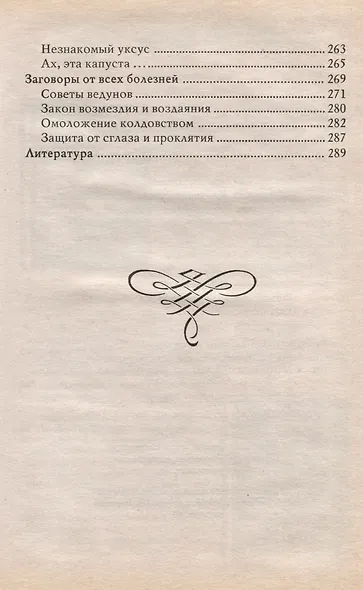 Незнакомый уксус ........................................ 263
Ах, эта капуста ... ........................................ 265
Заговоры от всех болезней ........................................ 269
Советы ведунов ........................................ 271
Закон возмездия и воздаяния ........................................ 280
Омоложение колдовством ........................................ 282
Защита от сглаза и проклятия ........................................ 287
Литература ........................................ 289